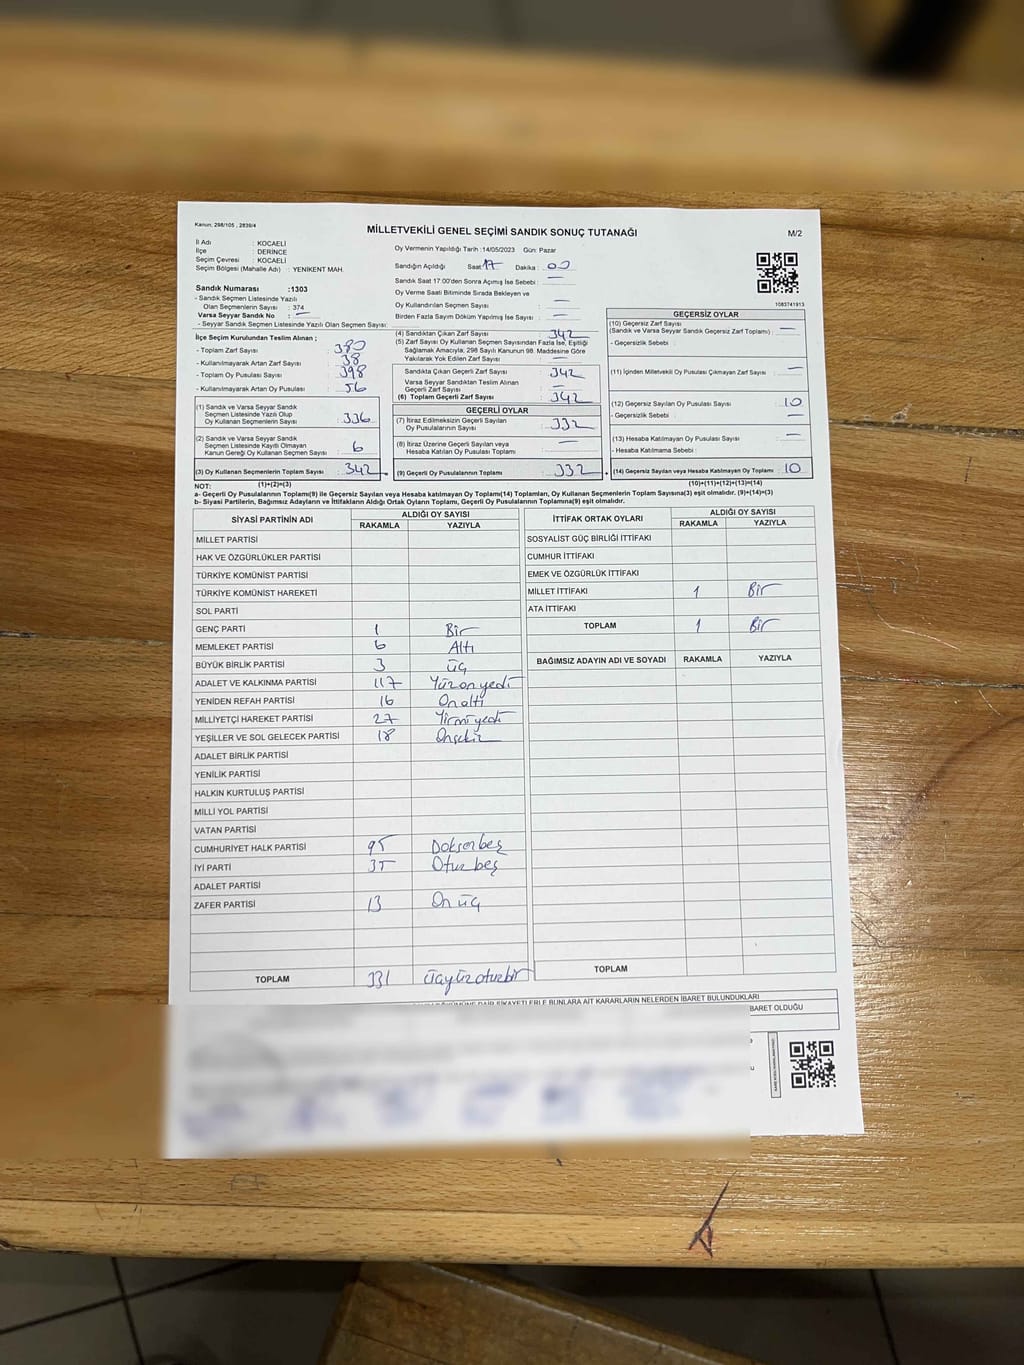 Kanun; 298/105 , 2839/4
MİLLETVEKİLİ GENEL SEÇİMİ SANDIK SONUÇ TUTANAĞI
M/2
İl Adı : KOCAELİ
İlçe : DERİNCE
Seçim Çevresi : KOCAELİ
Seçim Bölgesi (Mahalle Adı) : YENİKENT MAH.
Sandık Numarası :1303
- Sandık Seçmen Listesinde Yazılı
Olan Seçmenlerin Sayısı : 374
Varsa Seyyar Sandık No : —
- Seyyar Sandık Seçmen Listesinde Yazılı Olan Seçmen Sayısı:
İlçe Seçim Kurulundan Teslim Alınan ;
- Toplam Zarf Sayısı : 380
- Kullanılmayarak Artan Zarf Sayısı : 38
- Toplam Oy Pusulası Sayısı : 398
- Kullanılmayarak Artan Oy Pusulası : 56
(1) Sandık ve Varsa Seyyar Sandık
Seçmen Listesinde Yazılı Olup
Oy Kullanan Seçmenlerin Sayısı : 336
(2) Sandık ve Varsa Seyyar Sandık
Seçmen Listesinde Kayıtlı Olmayan
Kanun Gereği Oy Kullanan Seçmen Sayısı : 6
(3) Oy Kullanan Seçmenlerin Toplam Sayısı : 342
(1)+(2)=(3)
Oy Vermenin Yapıldığı Tarih :14/05/2023 Gün: Pazar
Sandığın Açıldığı Saat: 17 Dakika : 00
Sandık Saat 17:00'den Sonra Açımış İse Sebebi : —
Oy Verme Saati Bitiminde Sırada Bekleyen ve
Oy Kullandırılan Seçmen Sayısı : —
Birden Fazla Sayım Döküm Yapılmış İse Sayısı : —
(4) Sandıktan Çıkan Zarf Sayısı : 342
(5) Zarf Sayısı Oy Kullanan Seçmen Sayısından Fazla İse, Eşitliği
Sağlamak Amacıyla, 298 Sayılı Kanunun 98. Maddesine Göre
Yakılarak Yok Edilen Zarf Sayısı : —
Sandıkta Çıkan Geçerli Zarf Sayısı : 342
Varsa Seyyar Sandıktan Teslim Alınan
Geçerli Zarf Sayısı : —
(6) Toplam Geçerli Zarf Sayısı : 342
GEÇERLİ OYLAR
(7) İtiraz Edilmeksizin Geçerli Sayılan
Oy Pusulalarının Sayısı : 332
(8) İtiraz Üzerine Geçerli Sayılan veya
Hesaba Katılan Oy Pusulası Toplamı : —
(9) Geçerli Oy Pusulalarının Toplamı : 332
1083741913
GEÇERSİZ OYLAR
(10) Geçersiz Zarf Sayısı
(Sandık ve Varsa Seyyar Sandık Geçersiz Zarf Toplamı) : —
- Geçersizlik Sebebi :
(11) İçinden Milletvekili Oy Pusulası Çıkmayan Zarf Sayısı : —
(12) Geçersiz Sayılan Oy Pusulası Sayısı : 10
- Geçersizlik Sebebi : —
(13) Hesaba Katılmayan Oy Pusulası Sayısı : —
- Hesaba Katılmama Sebebi :
(14) Geçersiz Sayılan veya Hesaba Katılmayan Oy Toplamı : 10
(10)+(11)+(12)+(13)=(14)
NOT:
a- Geçerli Oy Pusulalarının Toplamı(9) ile Geçersiz Sayılan veya Hesaba katılmayan Oy Toplamı(14) Toplamları, Oy Kullanan Seçmenlerin Toplam Sayısına(3) eşit olmalıdır. (9)+(14)=(3)
b- Siyasi Partilerin, Bağımsız Adayların ve İttifakların Aldığı Ortak Oyların Toplamı, Geçerli Oy Pusulalarının Toplamına(9) eşit olmalıdır.
SİYASİ PARTİNİN ADI ALDIĞI OY SAYISI
RAKAMLA YAZIYLA
MİLLET PARTİSİ
HAK VE ÖZGÜRLÜKLER PARTİSİ
TÜRKİYE KOMÜNİST PARTİSİ
TÜRKİYE KOMÜNİST HAREKETİ
SOL PARTİ
GENÇ PARTİ 1 Bir
MEMLEKET PARTİSİ 6 Altı
BÜYÜK BİRLİK PARTİSİ 3 üç
ADALET VE KALKINMA PARTİSİ 117 Yüzonyedi
YENİDEN REFAH PARTİSİ 16 Onaltı
MİLLİYETÇİ HAREKET PARTİSİ 27 Yirmiyedi
YEŞİLLER VE SOL GELECEK PARTİSİ 18 Onsekiz
ADALET BİRLİK PARTİSİ
YENİLİK PARTİSİ
HALKIN KURTULUŞ PARTİSİ
MİLLİ YOL PARTİSİ
VATAN PARTİSİ
CUMHURİYET HALK PARTİSİ 95 Doksanbeş
İYİ PARTİ 35 Otuzbeş
ADALET PARTİSİ
ZAFER PARTİSİ 13 On üç
TOPLAM 331 üçyüzotuzbir
İTTİFAK ORTAK OYLARI ALDIĞI OY SAYISI
RAKAMLA YAZIYLA
SOSYALİST GÜÇ BİRLİĞİ İTTİFAKI
CUMHUR İTTİFAKI
EMEK VE ÖZGÜRLÜK İTTİFAKI
MİLLET İTTİFAKI 1 Bir
ATA İTTİFAKI
TOPLAM 1 Bir
BAĞIMSIZ ADAYIN ADI VE SOYADI RAKAMLA YAZIYLA
TOPLAM
DÖKÜMÜNE DAİR ŞİKAYETLERLE BUNLARA AİT KARARLARIN NELERDEN İBARET BULUNDUKLARI
BARET OLDUĞU